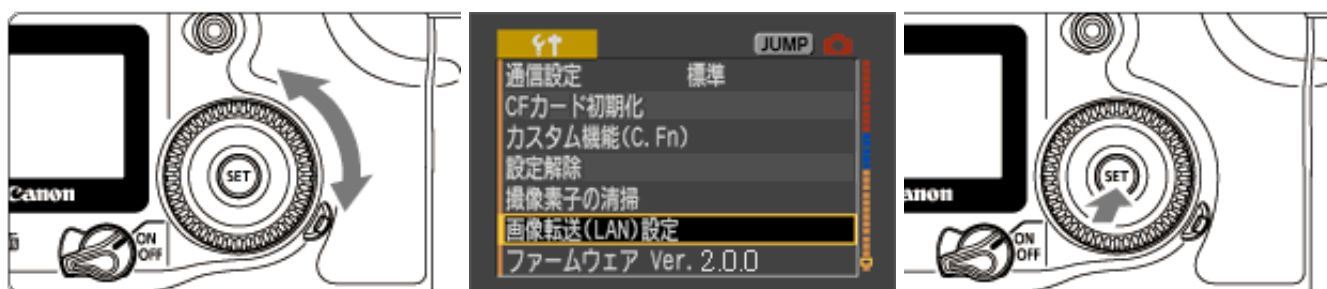 SET
Canon
ON
OFF
JUMP
通信設定 標準
CFカード初期化
カスタム機能(C.Fn)
設定解除
撮像素子の清掃
画像転送(LAN)設定
ファームウェア Ver. 2.0.0
SET
anon
ON
OFF